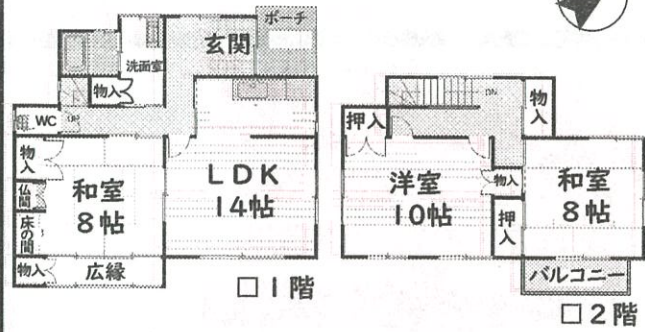 ポーチ
玄関
洗面室
物入
WC
UP
物入
和室
8帖
仏間
床の間
物入
広縁
LDK
14帖
□1階
DN
物入
押入
洋室
10帖
物入
押入
和室
8帖
バルコニー
□2階